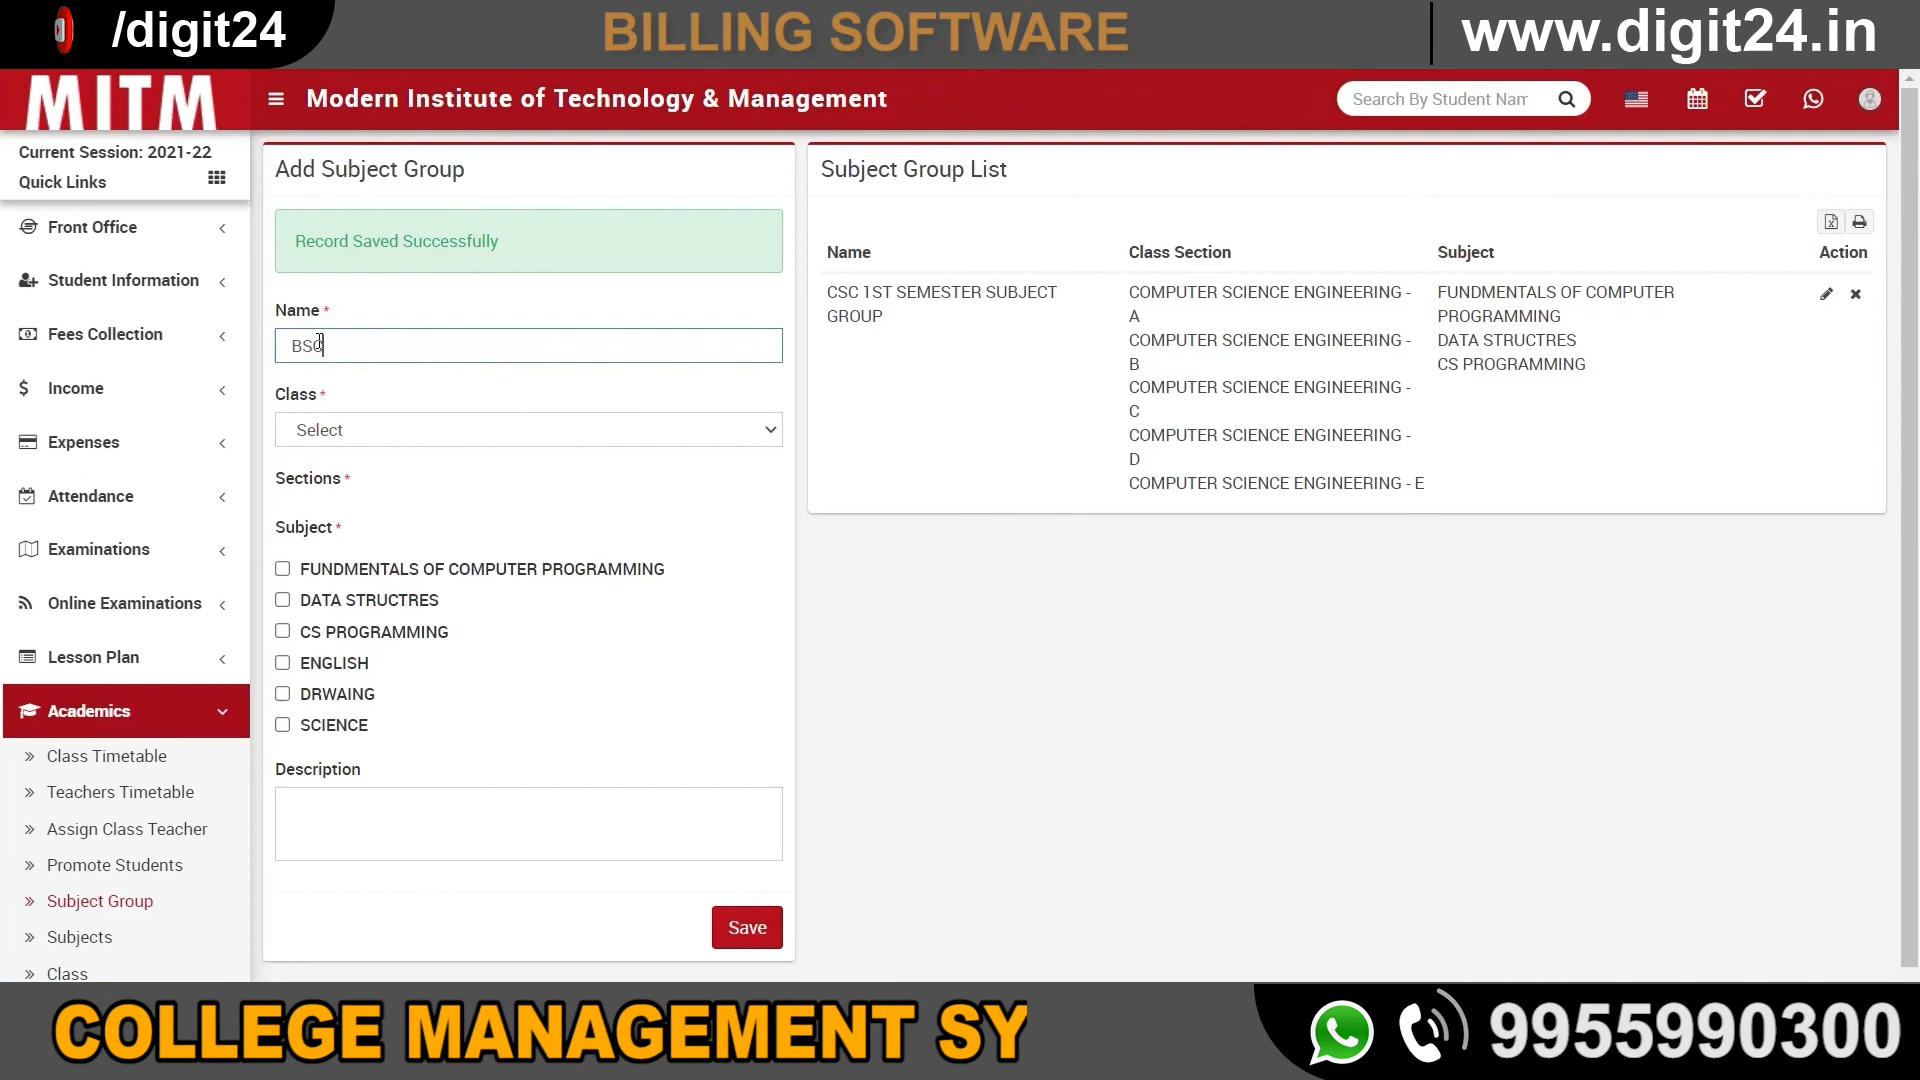 /digit24
BILLING SOFTWARE
www.digit24.in
MITM
Modern Institute of Technology & Management
Search By Student Nam
Current Session: 2021-22
Quick Links
Front Office
Student Information
Fees Collection
Income
Expenses
Attendance
Examinations
Online Examinations
Lesson Plan
Academics
Class Timetable
Teachers Timetable
Assign Class Teacher
Promote Students
Subject Group
Subjects
Class
Add Subject Group
Record Saved Successfully
Name *
BSC
Class *
Select
Sections *
Subject *
FUNDMENTALS OF COMPUTER PROGRAMMING
DATA STRUCTRES
CS PROGRAMMING
ENGLISH
DRWAING
SCIENCE
Description
Save
Subject Group List
Name Class Section Subject Action
CSC 1ST SEMESTER SUBJECT
GROUP
COMPUTER SCIENCE ENGINEERING -
A
COMPUTER SCIENCE ENGINEERING -
B
COMPUTER SCIENCE ENGINEERING -
C
COMPUTER SCIENCE ENGINEERING -
D
COMPUTER SCIENCE ENGINEERING - E
FUNDMENTALS OF COMPUTER
PROGRAMMING
DATA STRUCTRES
CS PROGRAMMING
COLLEGE MANAGEMENT SY
9955990300